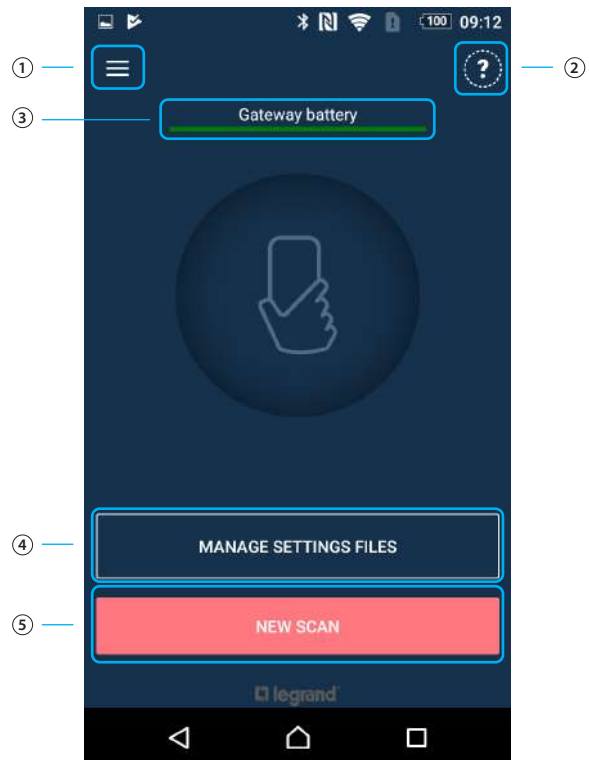 100 09:12
① ②
?
③ Gateway battery
④ MANAGE SETTINGS FILES
⑤ NEW SCAN
legrand